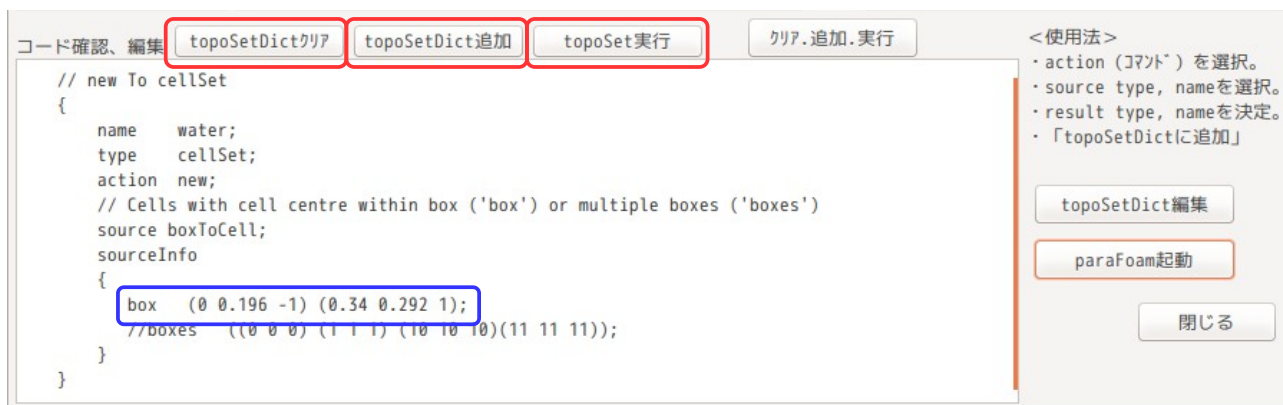 コード確認、編集 topoSetDictｸﾘｱ topoSetDict追加 topoSet実行 ｸﾘｱ.追加.実行
// new To cellSet
{
name water;
type cellSet;
action new;
// Cells with cell centre within box ('box') or multiple boxes ('boxes')
source boxToCell;
sourceInfo
{
box (0 0.196 -1) (0.34 0.292 1);
//boxes ((0 0 0) (1 1 1) (10 10 10)(11 11 11));
}
}
<使用法>
・action (ｺﾏﾝﾄﾞ) を選択。
・source type, nameを選択。
・result type, nameを決定。
・「topoSetDictに追加」
topoSetDict編集
paraFoam起動
閉じる